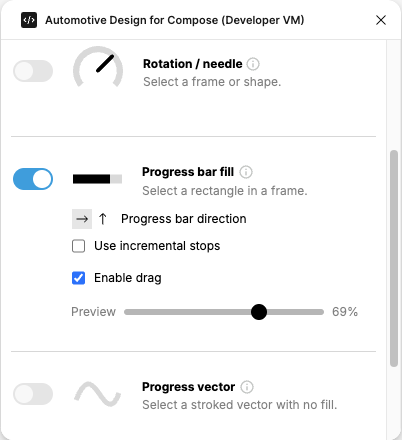 Automotive Design for Compose (Developer VM)
Rotation / needle
Select a frame or shape.
Progress bar fill
Select a rectangle in a frame.
→ ↑ Progress bar direction
Use incremental stops
Enable drag
Preview 69%
Progress vector
Select a stroked vector with no fill.